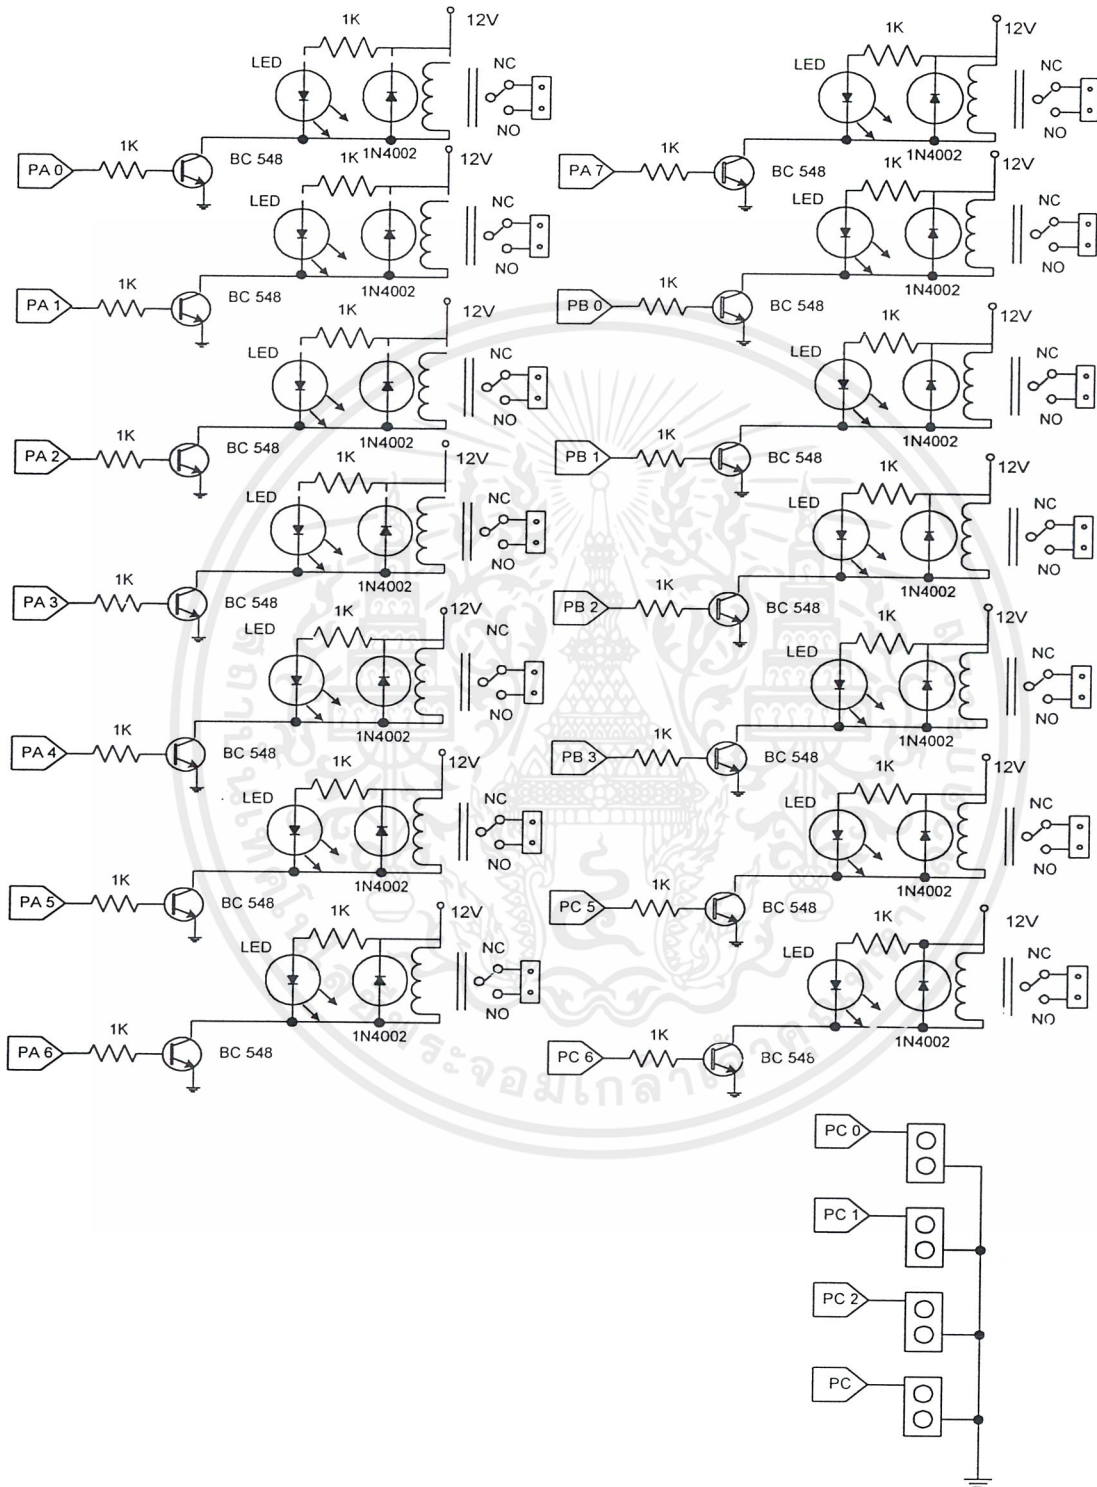 1K 12V
LED NC
NO
PA 0 1K BC 548 1N4002
1K 12V
LED NC
NO
PA 1 1K BC 548 1N4002
1K 12V
LED NC
NO
PA 2 1K BC 548 1N4002
1K 12V
LED NC
NO
PA 3 1K BC 548 1N4002
1K 12V
LED NC
NO
PA 4 1K BC 548 1N4002
1K 12V
LED NC
NO
PA 5 1K BC 548 1N4002
1K 12V
LED NC
NO
PA 6 1K BC 548 1N4002
1K 12V
LED NC
NO
PA 7 1K BC 548 1N4002
1K 12V
LED NC
NO
PB 0 1K BC 548 1N4002
1K 12V
LED NC
NO
PB 1 1K BC 548 1N4002
1K 12V
LED NC
NO
PB 2 1K BC 548 1N4002
1K 12V
LED NC
NO
PB 3 1K BC 548 1N4002
1K 12V
LED NC
NO
PC 5 1K BC 548 1N4002
1K 12V
LED NC
NO
PC 6 1K BC 548 1N4002
PC 0
PC 1
PC 2
PC